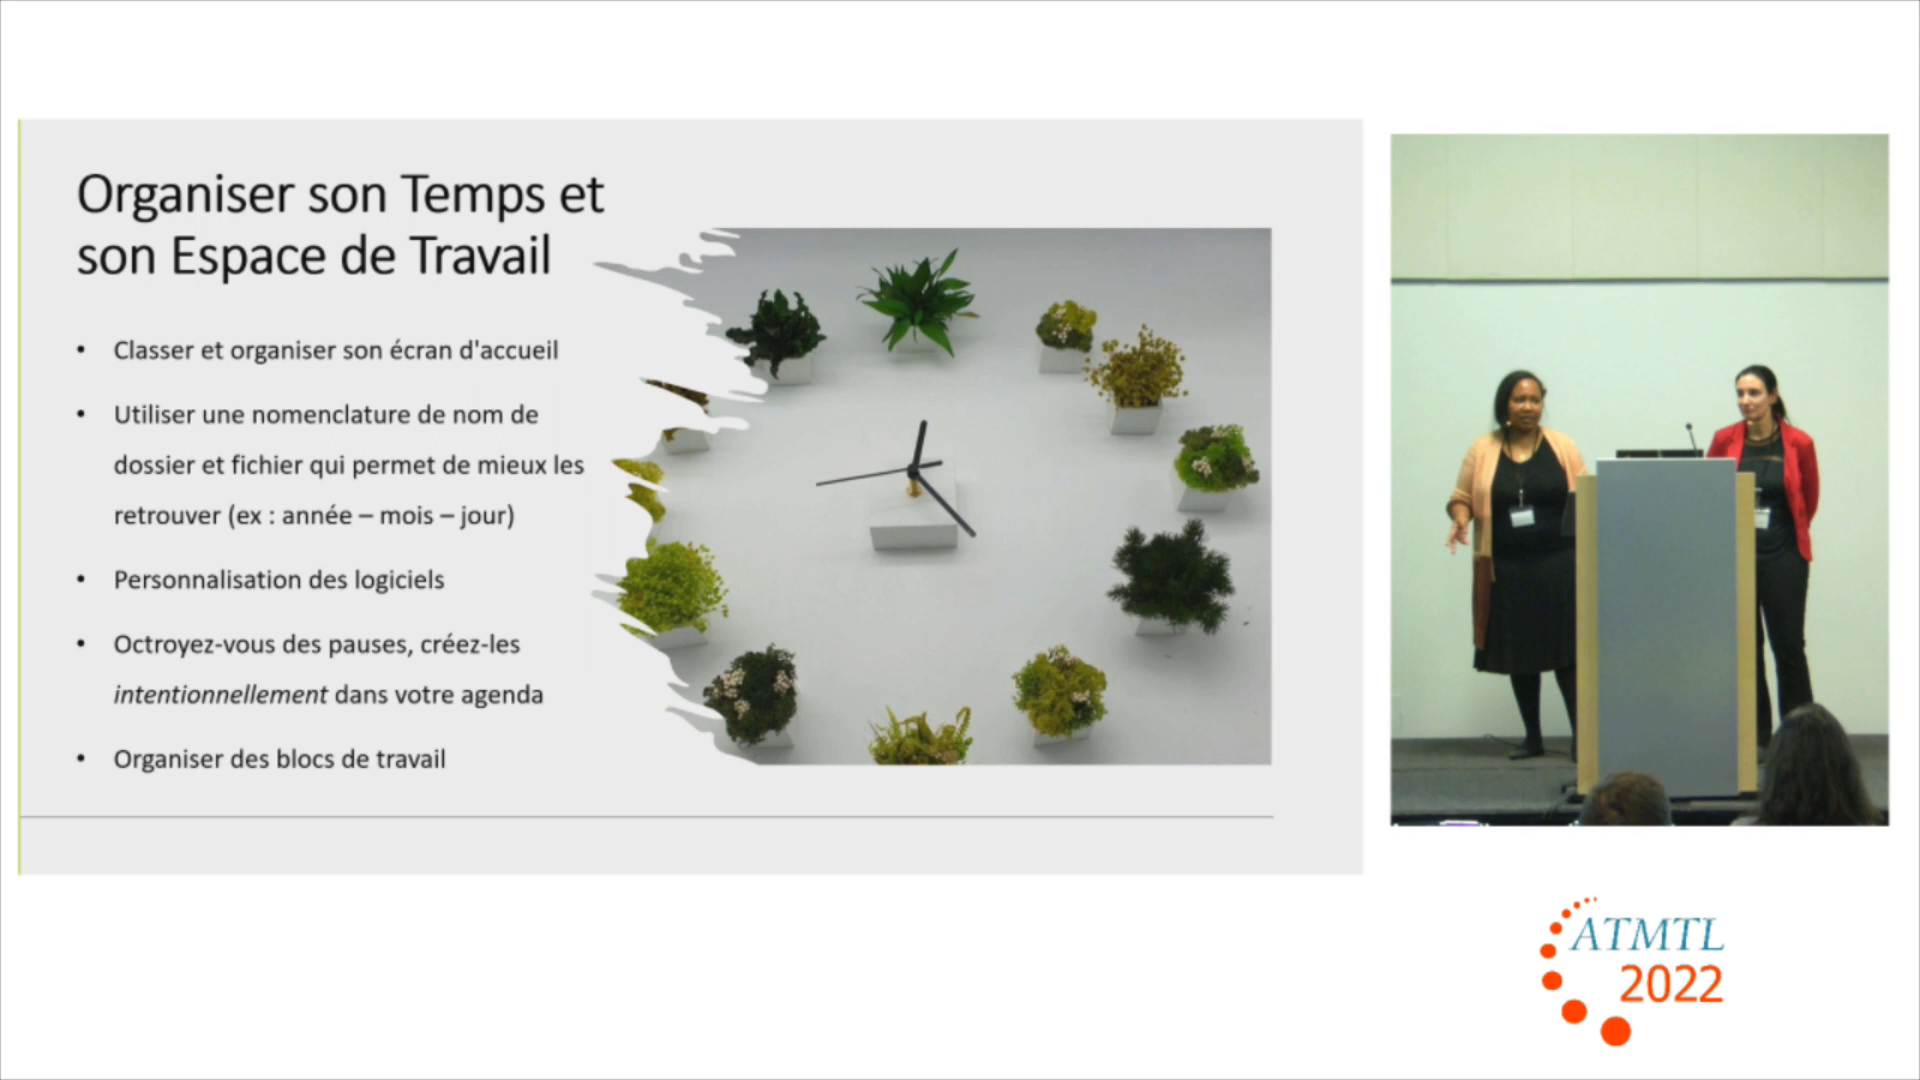 Organiser son Temps et
son Espace de Travail
• Classer et organiser son écran d'accueil
• Utiliser une nomenclature de nom de
dossier et fichier qui permet de mieux les
retrouver (ex : année – mois – jour)
• Personnalisation des logiciels
• Octroyez-vous des pauses, créez-les
intentionnellement dans votre agenda
• Organiser des blocs de travail
ATMTL
2022